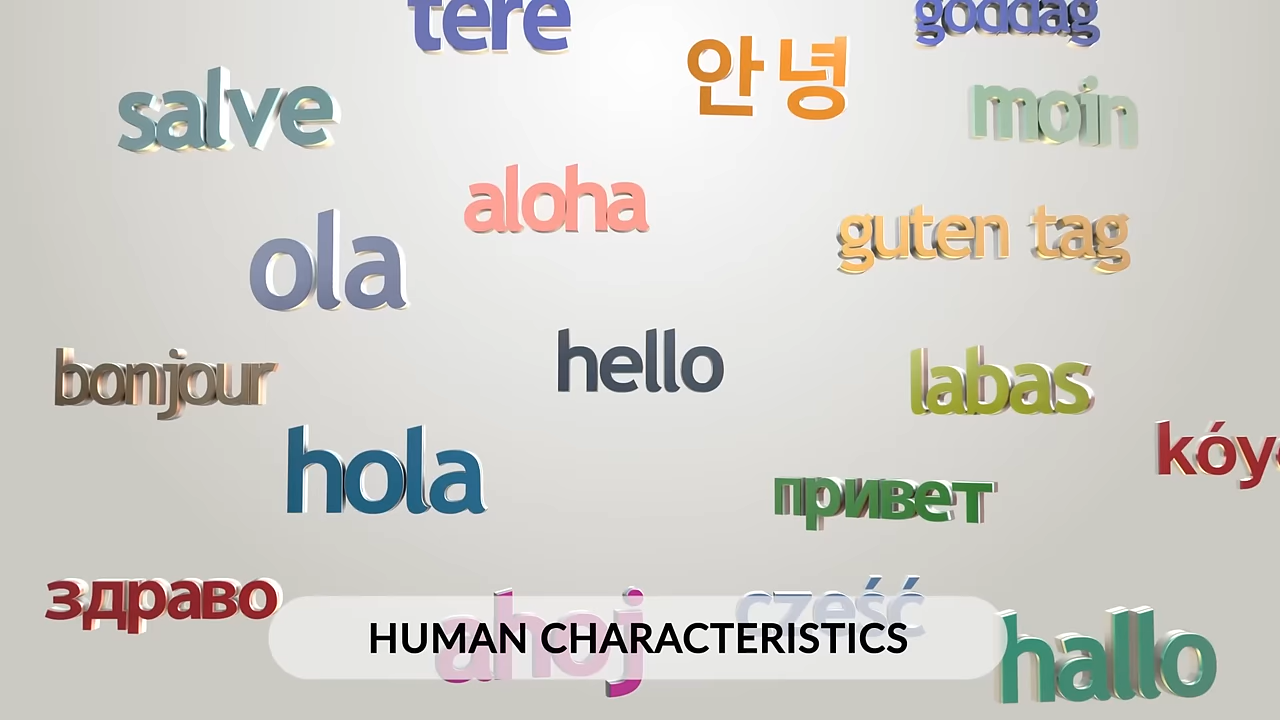 tere
goddag
안녕
salve
moin
aloha
ola
guten tag
hello
bonjour
labas
hola
привет
здраво
ahoj
cześć
hallo
HUMAN CHARACTERISTICS